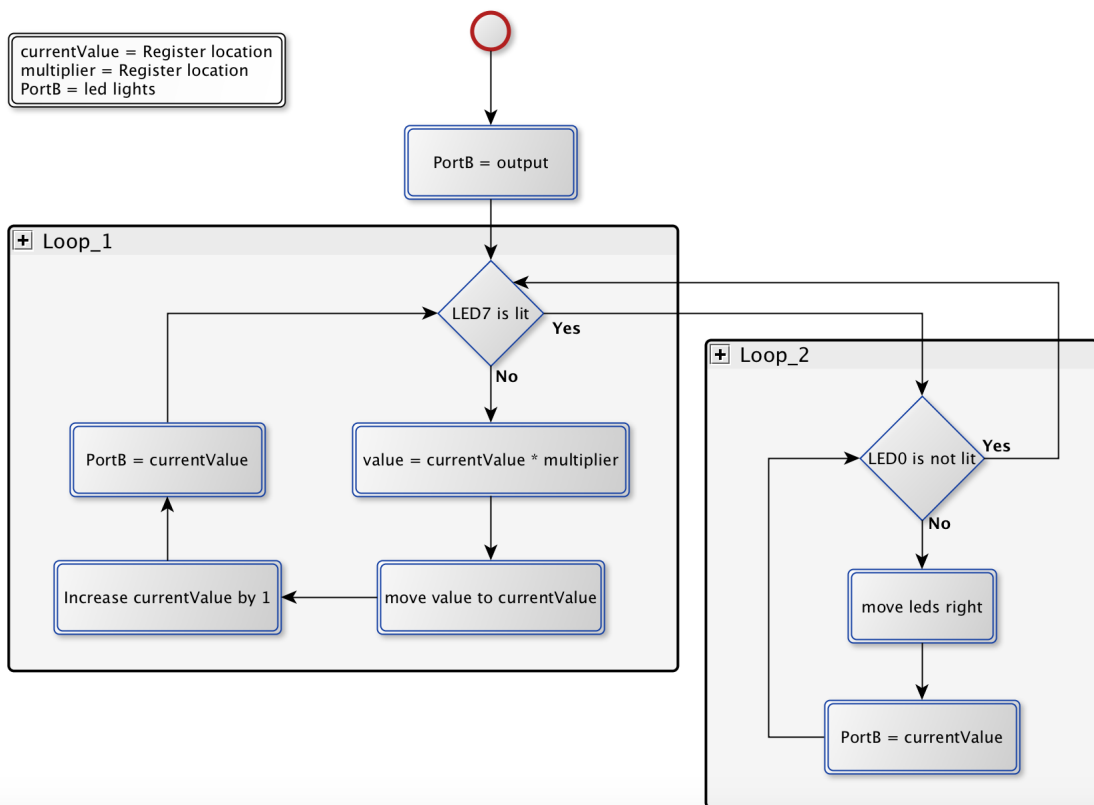 currentValue = Register location
multiplier = Register location
PortB = led lights
PortB = output
Loop_1
LED7 is lit
Yes
No
value = currentValue * multiplier
move value to currentValue
Increase currentValue by 1
PortB = currentValue
Loop_2
LED0 is not lit
Yes
No
move leds right
PortB = currentValue